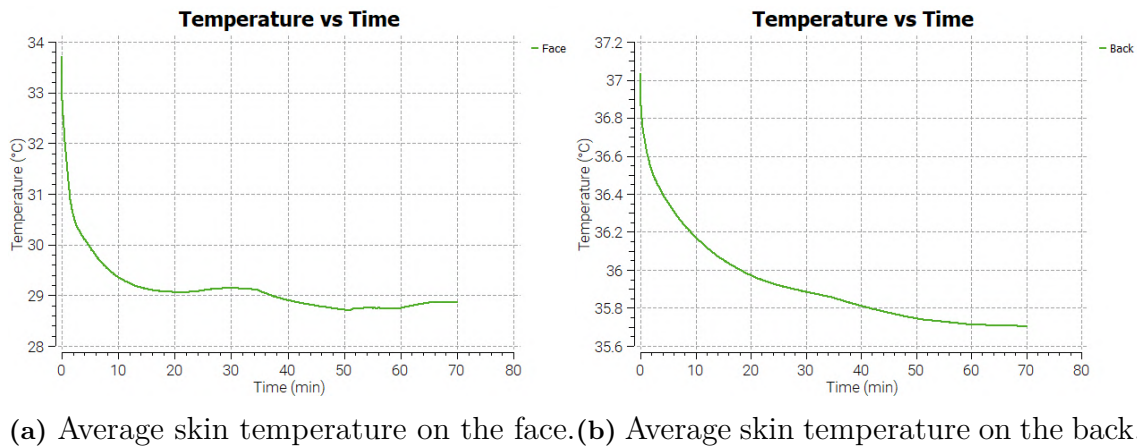 Temperature vs Time
Face
Temperature (°C)
34
33
32
31
30
29
28
0 10 20 30 40 50 60 70 80
Time (min)
Temperature vs Time
Back
Temperature (°C)
37.2
37
36.8
36.6
36.4
36.2
36
35.8
35.6
0 10 20 30 40 50 60 70 80
Time (min)
(a) Average skin temperature on the face.(b) Average skin temperature on the back